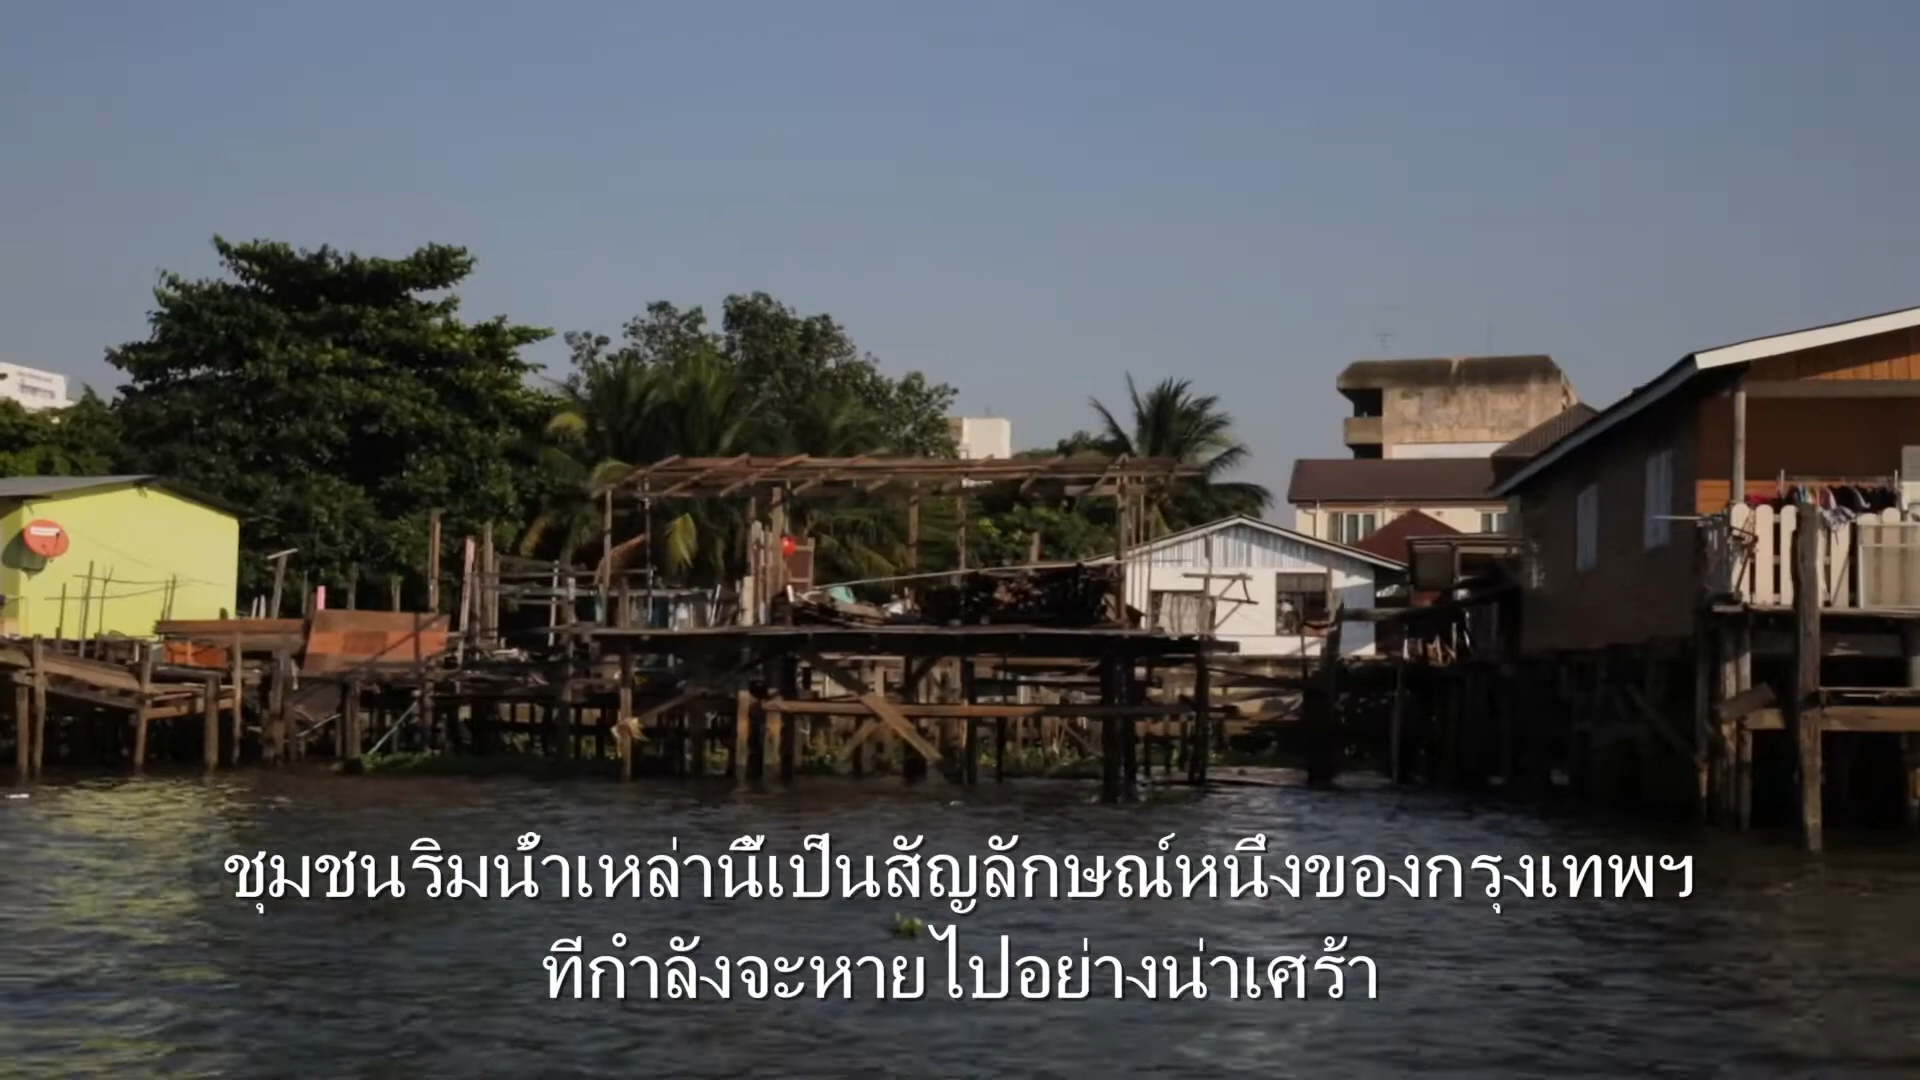 ชุมชนริมน้ำเหล่านี้เป็นสัญลักษณ์หนึ่งของกรุงเทพฯ
ที่กำลังจะหายไปอย่างน่าเศร้า